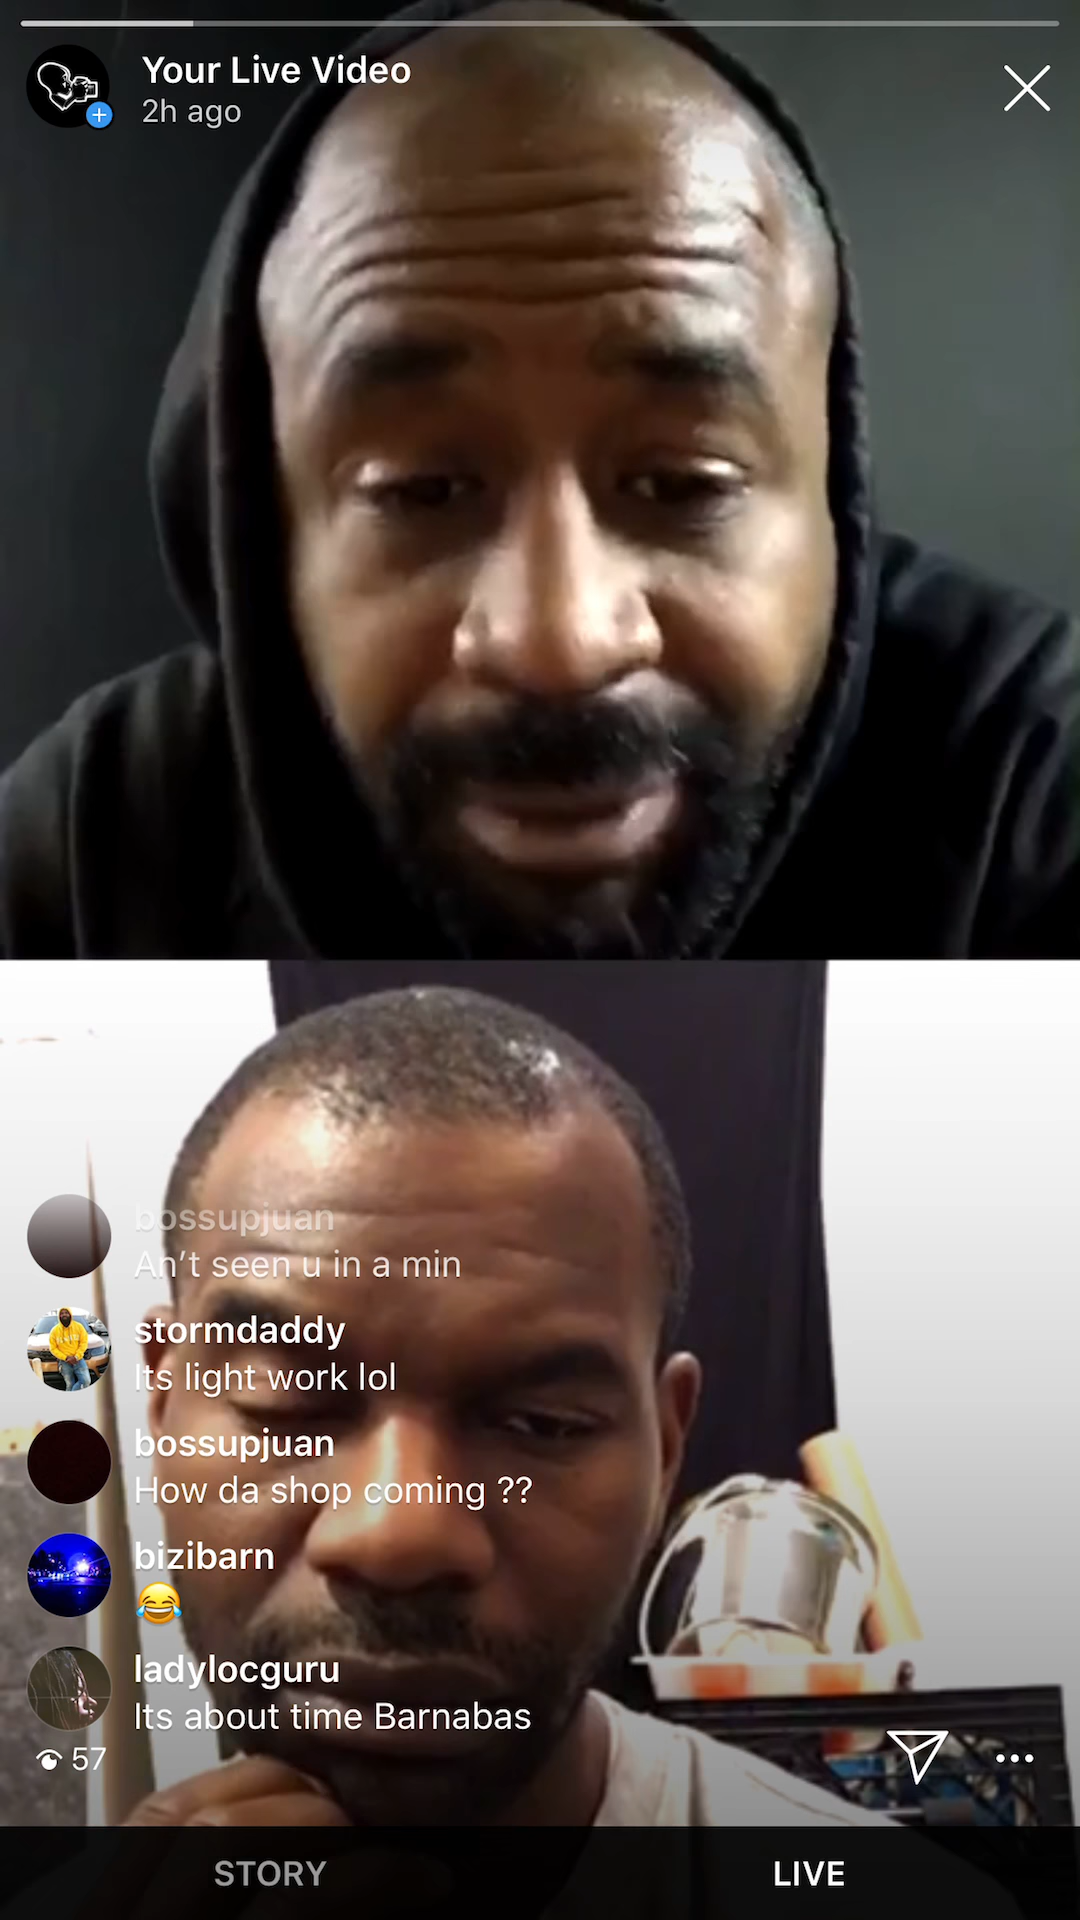 Your Live Video
2h ago
bossupjuan
An’t seen u in a min
stormdaddy
Its light work lol
bossupjuan
How da shop coming ??
bizibarn
😂
ladylocguru
Its about time Barnabas
57
STORY
LIVE